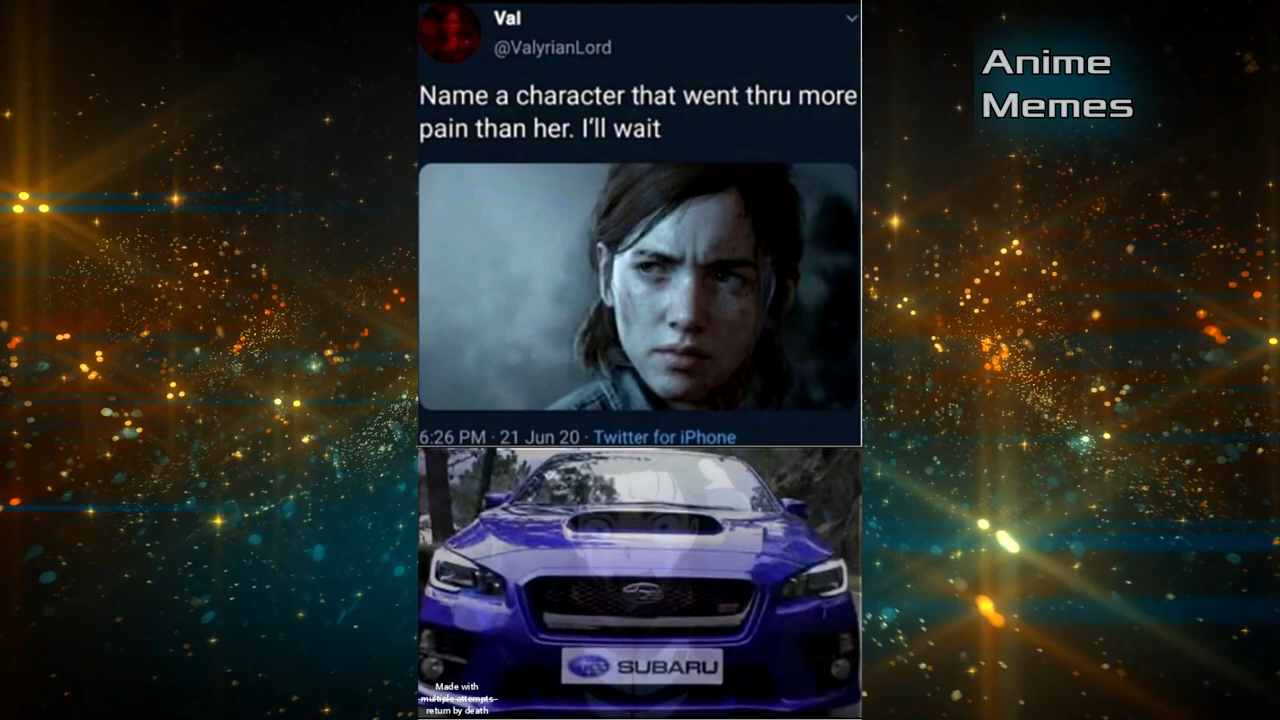 Val
@ValyrianLord
Name a character that went thru more
pain than her. I'll wait
6:26 PM · 21 Jun 20 · Twitter for iPhone
Anime
Memes
SUBARU
Made with
multiple attempts
return by death